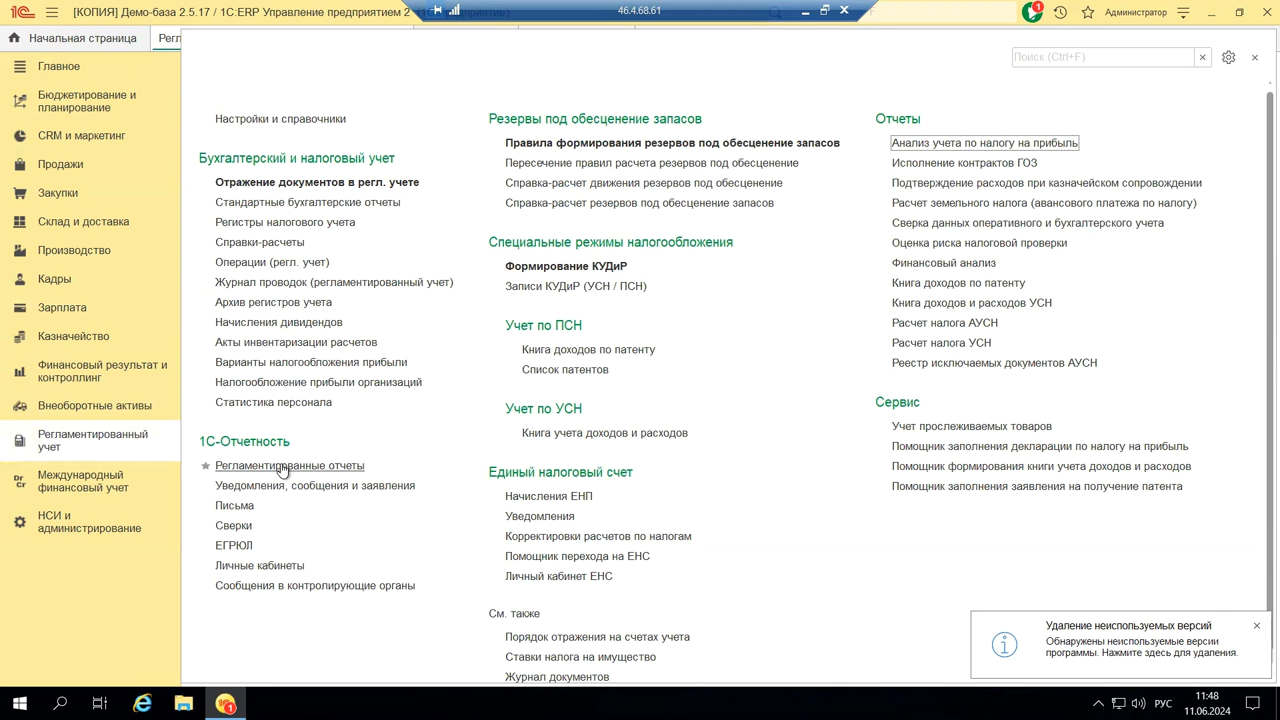 [КОПИЯ] Демо-база 2.5.17 / 1С:ERP Управление предприятием 2
46.4.68.61
1
Администратор
Начальная страница
Регл
Поиск (Ctrl+F)
Главное
Бюджетирование и
планирование
CRM и маркетинг
Продажи
Закупки
Склад и доставка
Производство
Кадры
Зарплата
Казначейство
Финансовый результат и
контроллинг
Внеоборотные активы
Регламентированный
учет
Dr
Cr
Международный
финансовый учет
НСИ и
администрирование
Настройки и справочники
Бухгалтерский и налоговый учет
Отражение документов в регл. учете
Стандартные бухгалтерские отчеты
Регистры налогового учета
Справки-расчеты
Операции (регл. учет)
Журнал проводок (регламентированный учет)
Архив регистров учета
Начисления дивидендов
Акты инвентаризации расчетов
Варианты налогообложения прибыли
Налогообложение прибыли организаций
Статистика персонала
1С-Отчетность
Регламентированные отчеты
Уведомления, сообщения и заявления
Письма
Сверки
ЕГРЮЛ
Личные кабинеты
Сообщения в контролирующие органы
Резервы под обесценение запасов
Правила формирования резервов под обесценение запасов
Пересечение правил расчета резервов под обесценение
Справка-расчет движения резервов под обесценение
Справка-расчет резервов под обесценение запасов
Специальные режимы налогообложения
Формирование КУДиР
Записи КУДиР (УСН / ПСН)
Учет по ПСН
Книга доходов по патенту
Список патентов
Учет по УСН
Книга учета доходов и расходов
Единый налоговый счет
Начисления ЕНП
Уведомления
Корректировки расчетов по налогам
Помощник перехода на ЕНС
Личный кабинет ЕНС
См. также
Порядок отражения на счетах учета
Ставки налога на имущество
Журнал документов
Отчеты
Анализ учета по налогу на прибыль
Исполнение контрактов ГОЗ
Подтверждение расходов при казначейском сопровождении
Расчет земельного налога (авансового платежа по налогу)
Сверка данных оперативного и бухгалтерского учета
Оценка риска налоговой проверки
Финансовый анализ
Книга доходов по патенту
Книга доходов и расходов УСН
Расчет налога АУСН
Расчет налога УСН
Реестр исключаемых документов АУСН
Сервис
Учет прослеживаемых товаров
Помощник заполнения декларации по налогу на прибыль
Помощник формирования книги учета доходов и расходов
Помощник заполнения заявления на получение патента
Удаление неиспользуемых версий
Обнаружены неиспользуемые версии
программы. Нажмите здесь для удаления.
1
РУС
11:48
11.06.2024